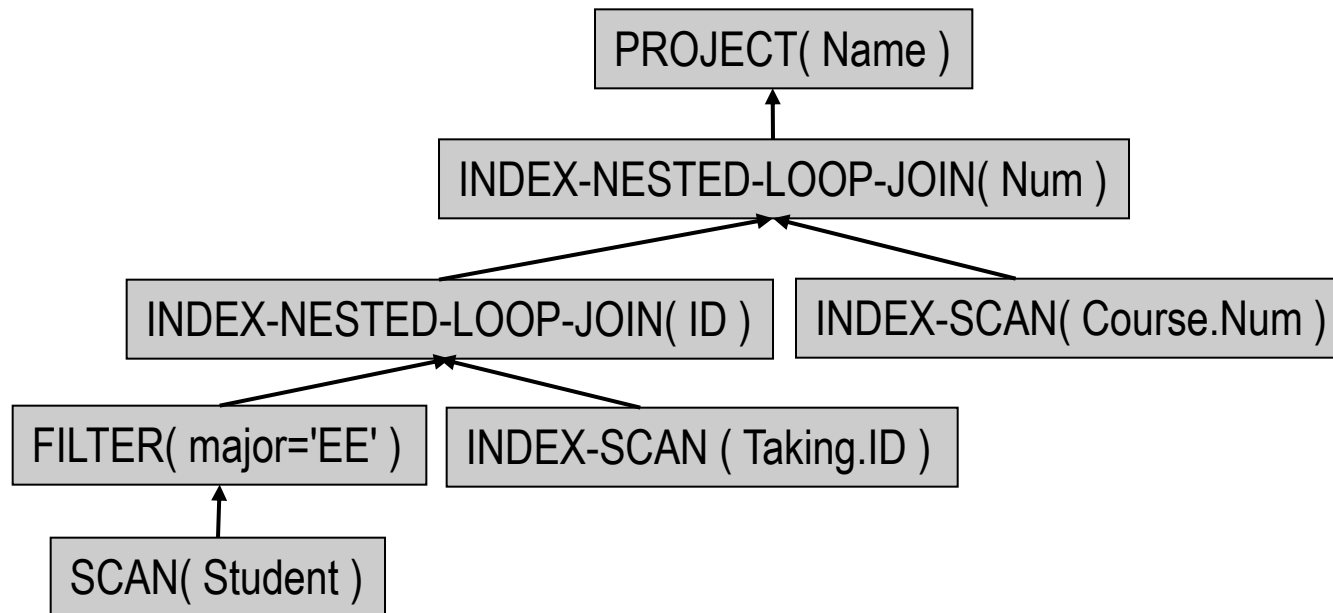 PROJECT( Name )
INDEX-NESTED-LOOP-JOIN( Num )
INDEX-NESTED-LOOP-JOIN( ID )
INDEX-SCAN( Course.Num )
FILTER( major='EE' )
INDEX-SCAN ( Taking.ID )
SCAN( Student )